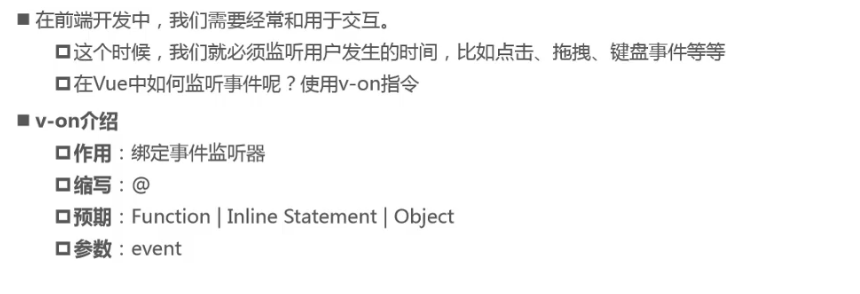 在前端开发中，我们需要经常和用于交互。
这个时候，我们就必须监听用户发生的时间，比如点击、拖拽、键盘事件等等
在Vue中如何监听事件呢？使用v-on指令
v-on介绍
作用：绑定事件监听器
缩写：@
预期：Function | Inline Statement | Object
参数：event